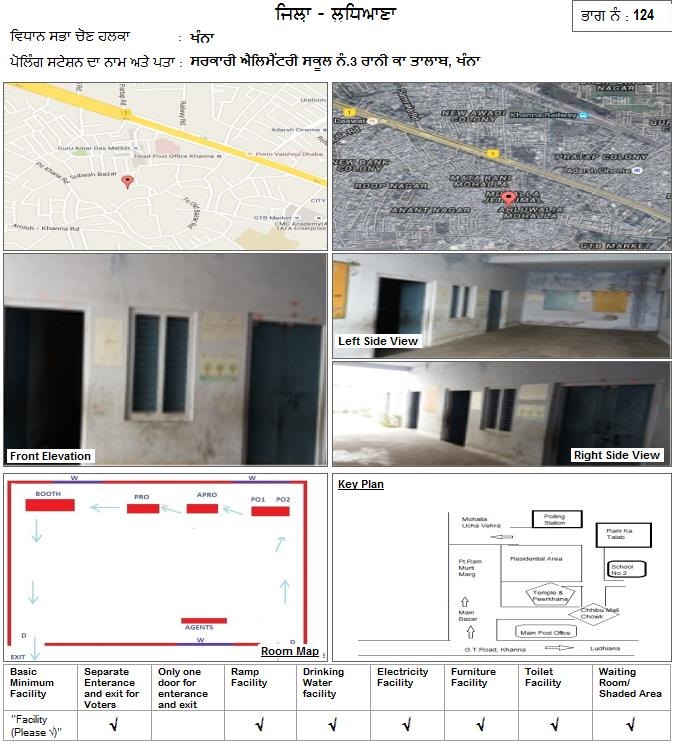 ਜਿਲ਼ਾ - ਲੁਧਿਆਣਾ
ਭਾਗ ਨੰ : 124
ਵਿਧਾਨ ਸਭਾ ਚੋਣ ਹਲਕਾ : ਖੰਨਾ
ਪੋਲਿੰਗ ਸਟੇਸ਼ਨ ਦਾ ਨਾਮ ਅਤੇ ਪਤਾ : ਸਰਕਾਰੀ ਐਲਿਮੈਂਟਰੀ ਸਕੂਲ ਨੰ.3 ਰਾਨੀ ਕਾ ਤਾਲਾਬ, ਖੰਨਾ
Uniform
Railway Rd
Adarsh Cinema
Guru Amar Das Market
Head Post Office Khanna
Prem Vaishnu Dhaba
Pir Khana Rd
Subash Bazar
CITY
GTB Market
CMC Academy(A
TATA Enterprise
Amloh - Khanna Rd
NAGAR
Daawat
NEW AWADI
COLONY
Khanna Railway
NEW BANK
COLONY
PRATAP COLONY
Adarsh Cinema
MATA RANI
MOHALLA
ROOP NAGAR
ANANT NAGAR
AHLUWALIA
MOHALLA
GTB MARKET
Front Elevation
Left Side View
Right Side View
W
W
BOOTH
PRO
APRO
PO1 PO2
AGENTS
D
W
D
EXIT
Room Map
Key Plan
Mohalla
Ucha Vehra
Polling
Station
Rani Ka
Talab
Pt.Ram
Murti
Marg
Residential Area
School
No.2
Temple &
Peerkhana
Main
Bazar
Chhibu Mall
Chowk
Main Post Office
G.T.Road, Khanna
Ludhiana
Basic
Minimum
Facility
Separate
Enterance
and exit for
Voters
Only one
door for
enterance
and exit
Ramp
Facility
Drinking
Water
facility
Electricity
Facility
Furniture
Facility
Toilet
Facility
Waiting
Room/
Shaded Area
"Facility
(Please √)"
√ √ √ √ √ √ √